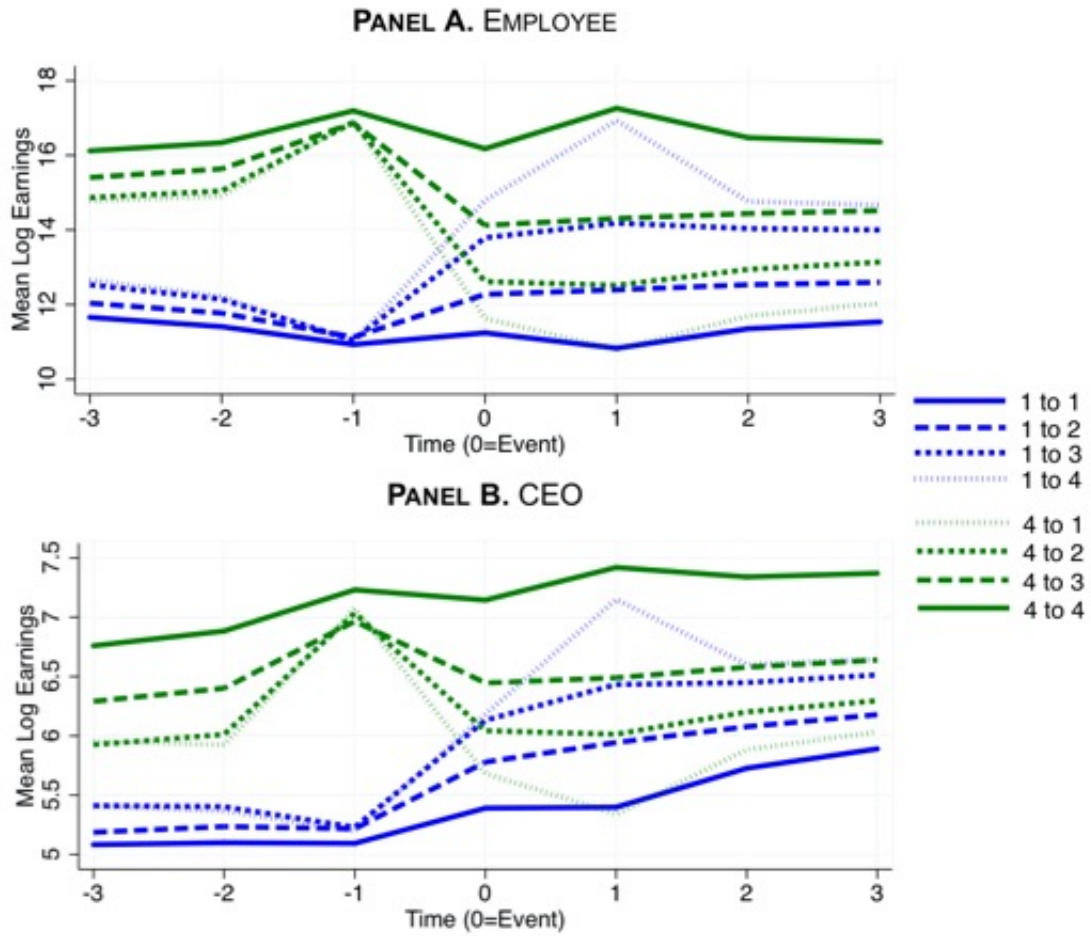 PANEL A. EMPLOYEE
Mean Log Earnings
18
16
14
12
10
-3 -2 -1 0 1 2 3
Time (0=Event)
1 to 1
1 to 2
1 to 3
1 to 4
4 to 1
4 to 2
4 to 3
4 to 4
PANEL B. CEO
Mean Log Earnings
7.5
7
6.5
6
5.5
5
-3 -2 -1 0 1 2 3
Time (0=Event)